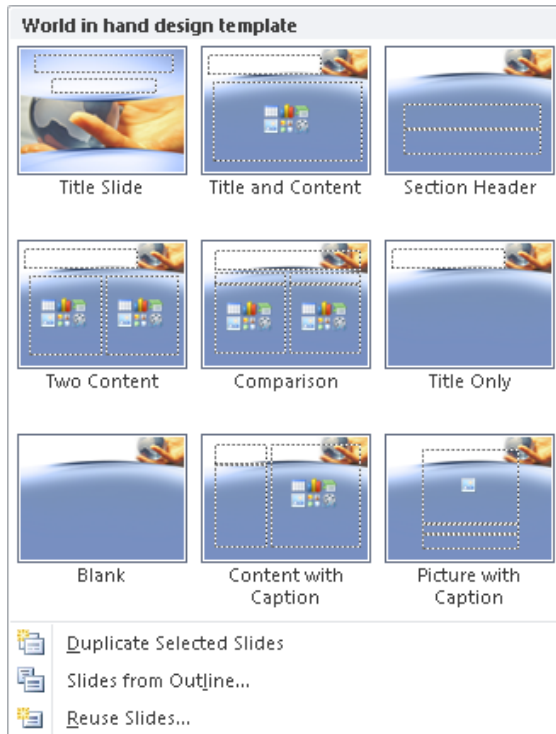 World in hand design template
Title Slide
Title and Content
Section Header
Two Content
Comparison
Title Only
Blank
Content with
Caption
Picture with
Caption
Duplicate Selected Slides
Slides from Outline...
Reuse Slides...